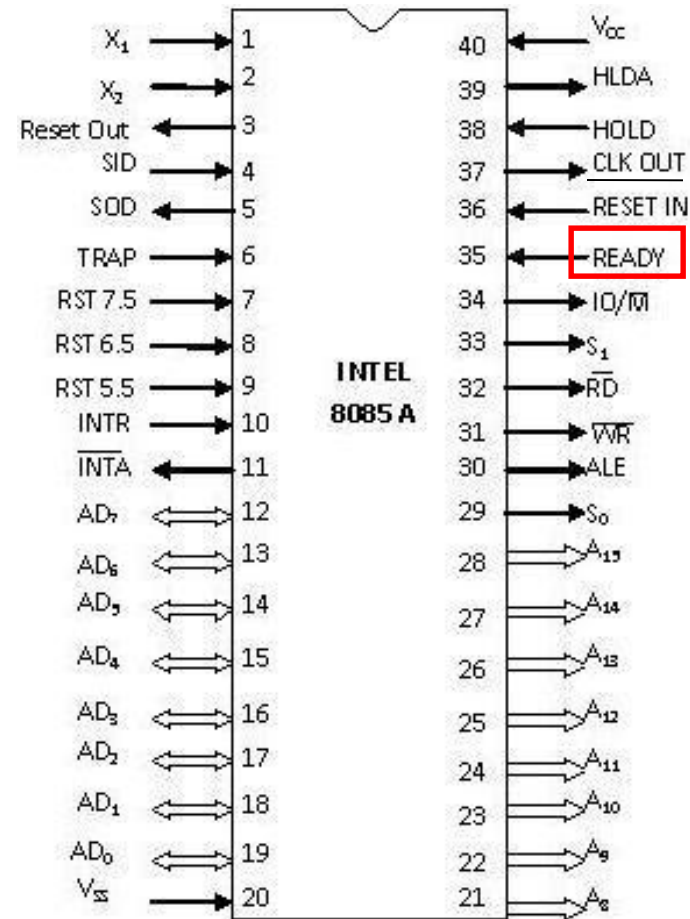 X₁ 1 40 Vcc
X₂ 2 39 HLDA
Reset Out 3 38 HOLD
SID 4 37 CLK OUT
SOD 5 36 RESET IN
TRAP 6 35 READY
RST 7.5 7 34 IO/M̅
RST 6.5 8 33 S₁
RST 5.5 9 32 R̅D̅
INTR 10 31 W̅R̅
I̅N̅T̅A̅ 11 30 ALE
AD₇ 12 29 S₀
AD₆ 13 28 A₁₅
AD₅ 14 27 A₁₄
AD₄ 15 26 A₁₃
AD₃ 16 25 A₁₂
AD₂ 17 24 A₁₁
AD₁ 18 23 A₁₀
AD₀ 19 22 A₉
Vss 20 21 A₈
INTEL
8085 A